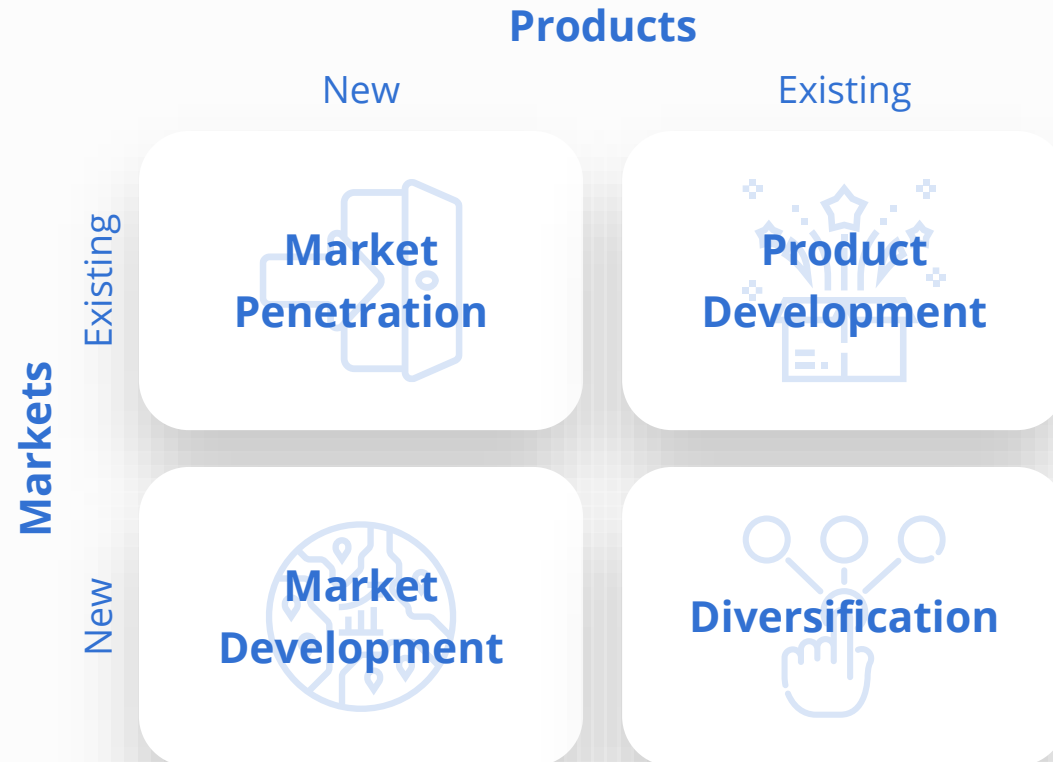 Products
New
Existing
Markets
Existing
Market
Penetration
Product
Development
New
Market
Development
Diversification